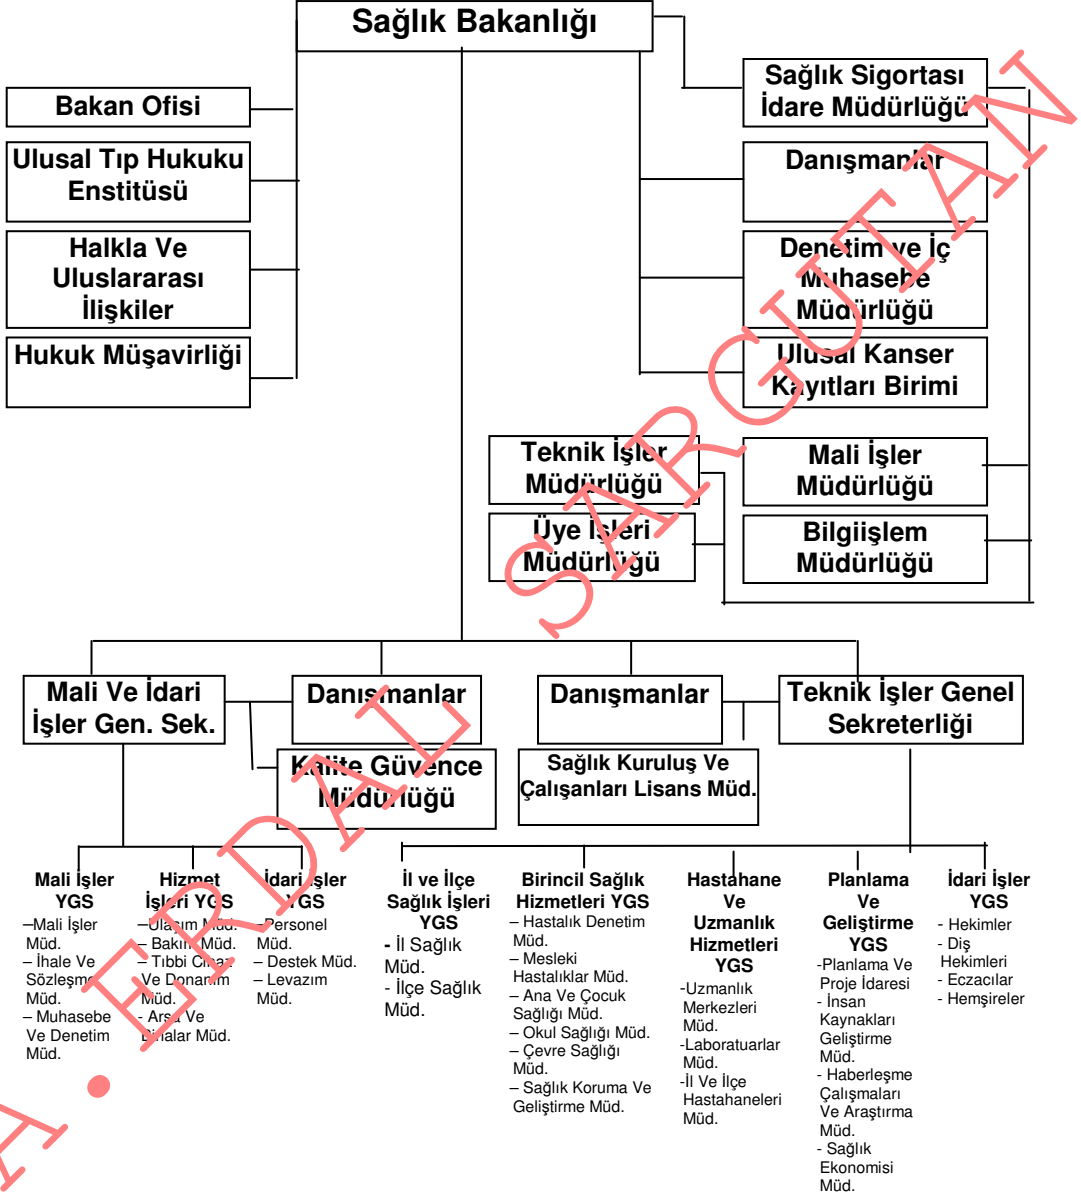 Sağlık Bakanlığı
Bakan Ofisi
Ulusal Tıp Hukuku
Enstitüsü
Halkla Ve
Uluslararası
İlişkiler
Hukuk Müşavirliği
Sağlık Sigortası
İdare Müdürlüğü
Danışmanlar
Denetim ve İç
Muhasebe
Müdürlüğü
Ulusal Kanser
Kayıtları Birimi
Teknik İşler
Müdürlüğü
Mali İşler
Müdürlüğü
Üye İşleri
Müdürlüğü
Bilgiişlem
Müdürlüğü
Mali Ve İdari
İşler Gen. Sek.
Danışmanlar
Kalite Güvence
Müdürlüğü
Danışmanlar
Sağlık Kuruluş Ve
Çalışanları Lisans Müd.
Teknik İşler Genel
Sekreterliği
Mali İşler
YGS
–Mali İşler
Müd.
– İhale Ve
Sözleşme
Müd.
– Muhasebe
Ve Denetim
Müd.
Hizmet
İşleri YGS
–Ulaşım Müd.
– Bakım Müd.
– Tıbbi Cihaz
Ve Donanım
Müd.
- Arsa Ve
Binalar Müd.
İdari İşler
YGS
–Personel
Müd.
– Destek Müd.
– Levazım
Müd.
İl ve İlçe
Sağlık İşleri
YGS
- İl Sağlık
Müd.
- İlçe Sağlık
Müd.
Birincil Sağlık
Hizmetleri YGS
– Hastalık Denetim
Müd.
– Mesleki
Hastalıklar Müd.
– Ana Ve Çocuk
Sağlığı Müd.
– Okul Sağlığı Müd.
– Çevre Sağlığı
Müd.
– Sağlık Koruma Ve
Geliştirme Müd.
Hastahane
Ve
Uzmanlık
Hizmetleri
YGS
-Uzmanlık
Merkezleri
Müd.
-Laboratuarlar
Müd.
-İl Ve İlçe
Hastahaneleri
Müd.
Planlama
Ve
Geliştirme
YGS
-Planlama Ve
Proje İdaresi
- İnsan
Kaynakları
Geliştirme
Müd.
- Haberleşme
Çalışmaları
Ve Araştırma
Müd.
- Sağlık
Ekonomisi
Müd.
İdari İşler
YGS
- Hekimler
- Diş
Hekimleri
- Eczacılar
- Hemşireler
A. ERDAL SARGUTAN